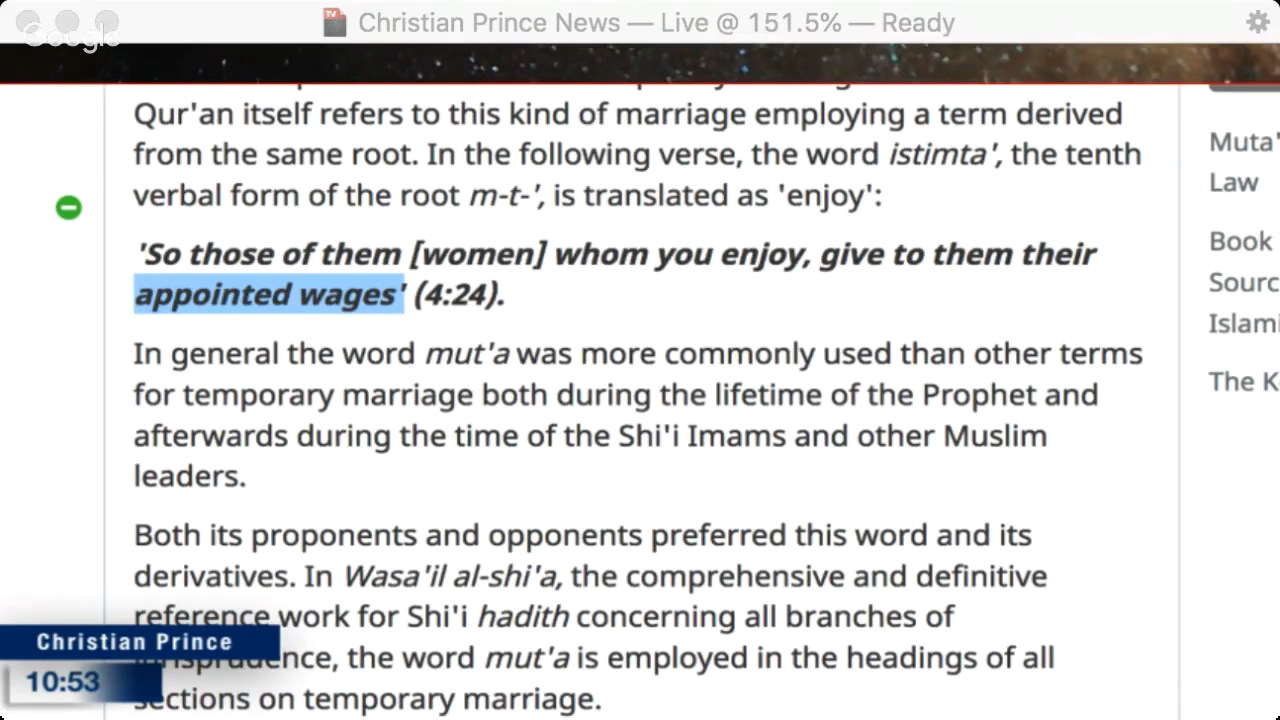 Google
Christian Prince News — Live @ 151.5% — Ready
Qur'an itself refers to this kind of marriage employing a term derived
from the same root. In the following verse, the word istimta', the tenth
verbal form of the root m-t-', is translated as 'enjoy':
'So those of them [women] whom you enjoy, give to them their
appointed wages' (4:24).
In general the word mut'a was more commonly used than other terms
for temporary marriage both during the lifetime of the Prophet and
afterwards during the time of the Shi'i Imams and other Muslim
leaders.
Both its proponents and opponents preferred this word and its
derivatives. In Wasa'il al-shi'a, the comprehensive and definitive
reference work for Shi'i hadith concerning all branches of
jurisprudence, the word mut'a is employed in the headings of all
sections on temporary marriage.
Muta'
Law
Book
Sourc
Islami
The K
Christian Prince
10:53